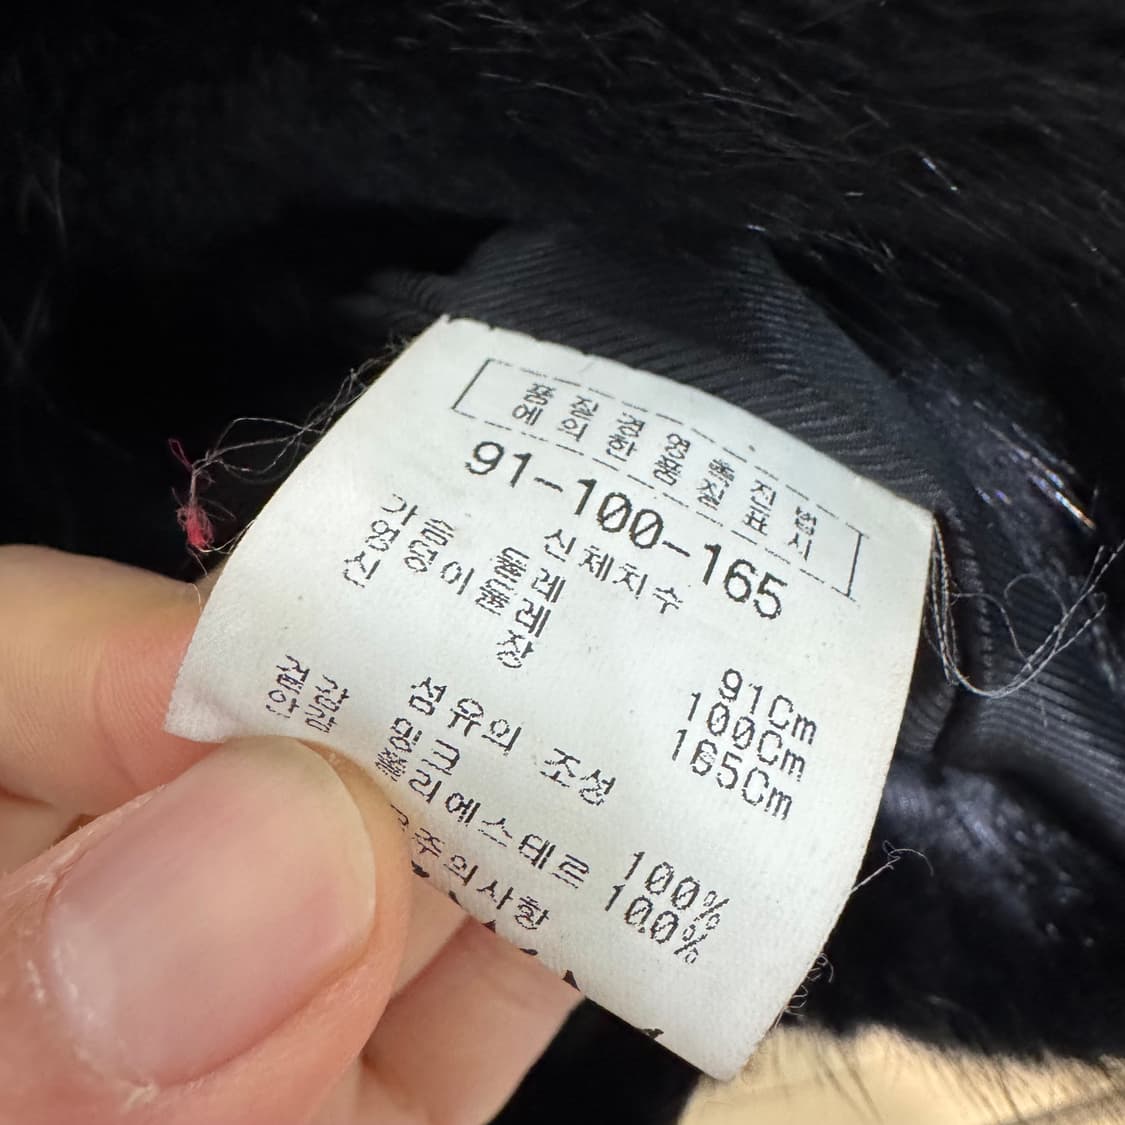 품질경영촉진법
에 의한 품질표시
91-100-165
신체치수
가슴둘레 91Cm
엉덩이둘레 100Cm
신장 165Cm
섬유의 조성
겉감 밍크 100%
안감 폴리에스테르 100%
주의사항